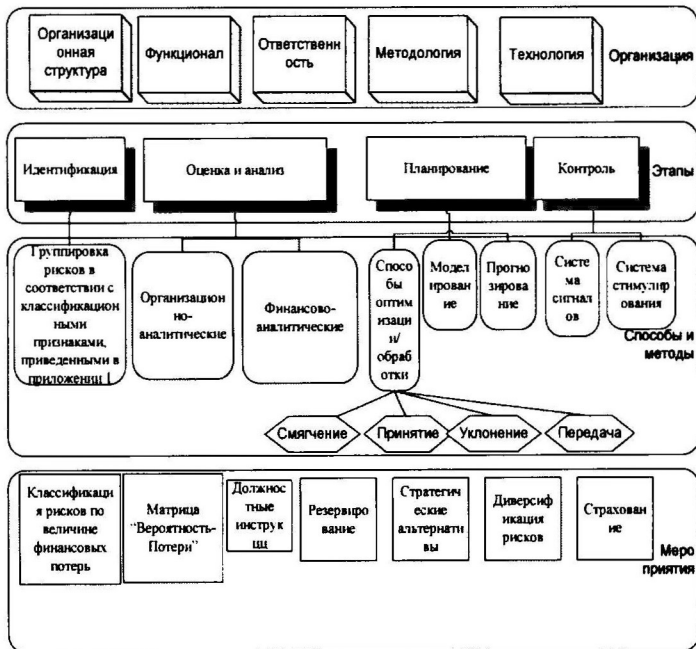 Организаци
онная
структура
Функционал
Ответственн
ость
Методология
Технология
Организация
Идентификация
Оценка и анализ
Планирование
Контроль
Этапы
Группировка
рисков в
соответствии с
классификацион
ными
признаками,
приведенными в
приложении 1
Организацион
но-
аналитические
Финансово-
аналитические
Спосо
бы
оптим
изаци
и/
обрабо
тки
Модел
ирован
ие
Прогно
зирова
ние
Систе
ма
сигнал
ов
Система
стимулир
ования
Способы и
методы
Смягчение
Принятие
Уклонение
Передача
Классификаци
я рисков по
величине
финансовых
потерь
Матрица
"Вероятность-
Потери"
Должнос
тные
инструк
ции
Резервиро
вание
Стратегич
еские
альтернати
вы
Диверсиф
икация
рисков
Страхован
ие
Меро
приятия